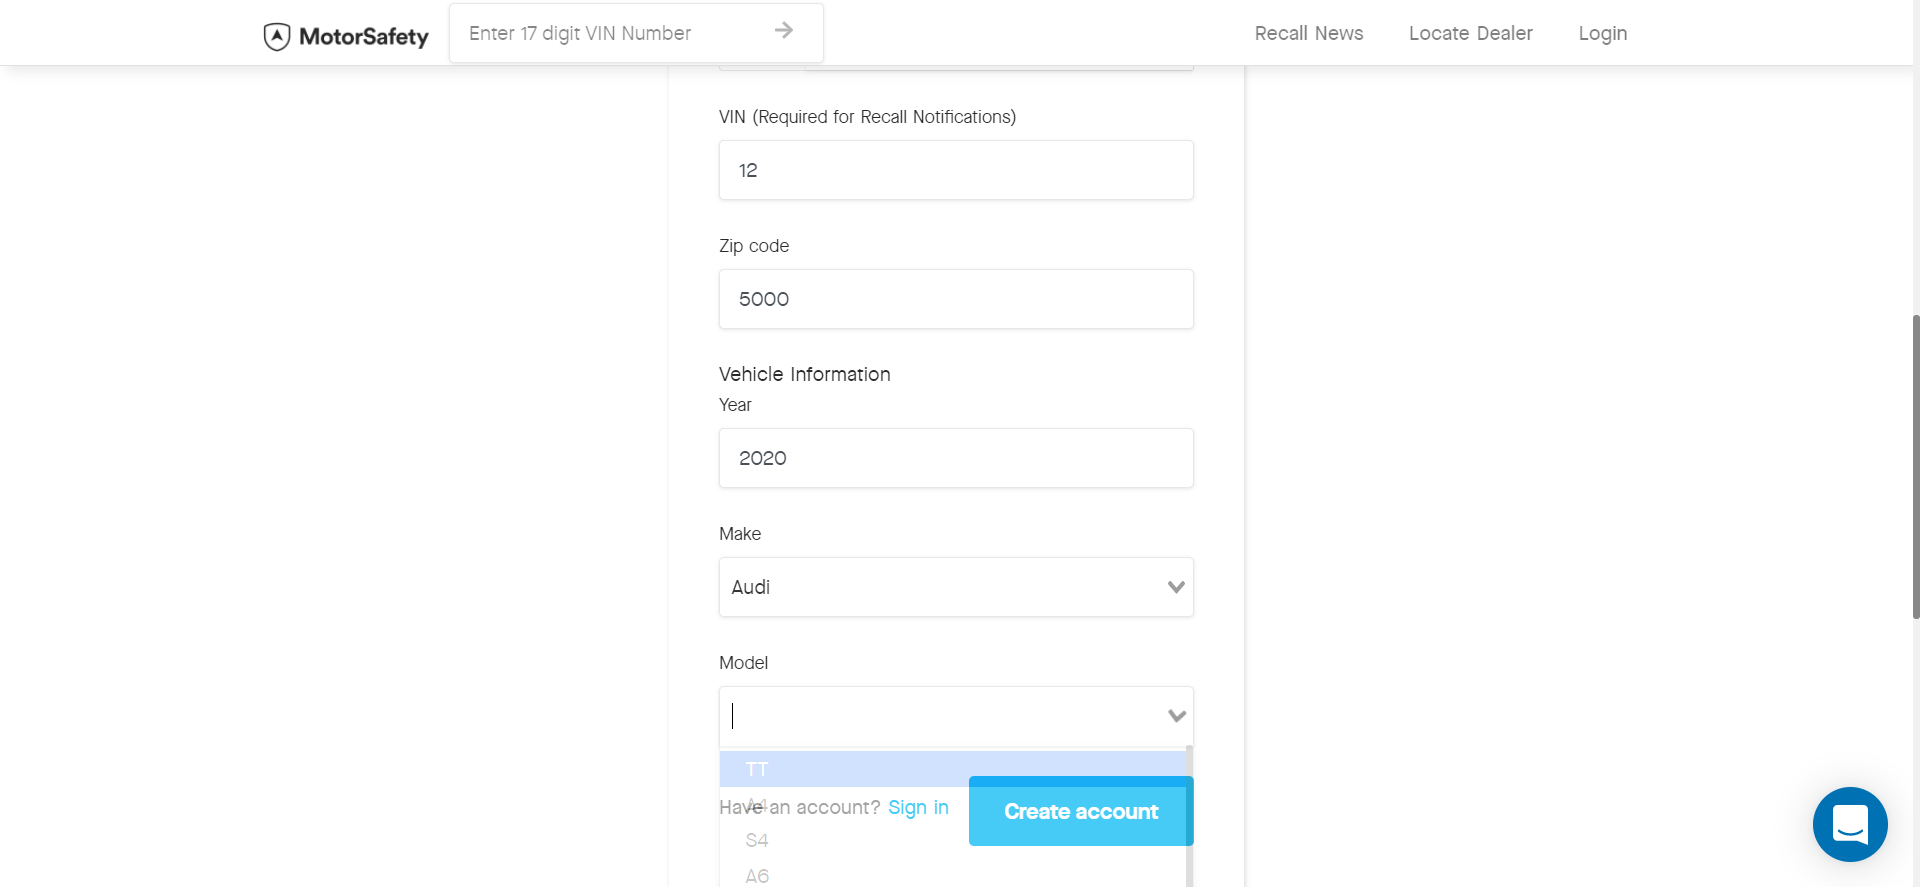 MotorSafety
Enter 17 digit VIN Number
Recall News
Locate Dealer
Login
VIN (Required for Recall Notifications)
12
Zip code
5000
Vehicle Information
Year
2020
Make
Audi
Model
TT
A4
Have an account? Sign in
Create account
S4
A6